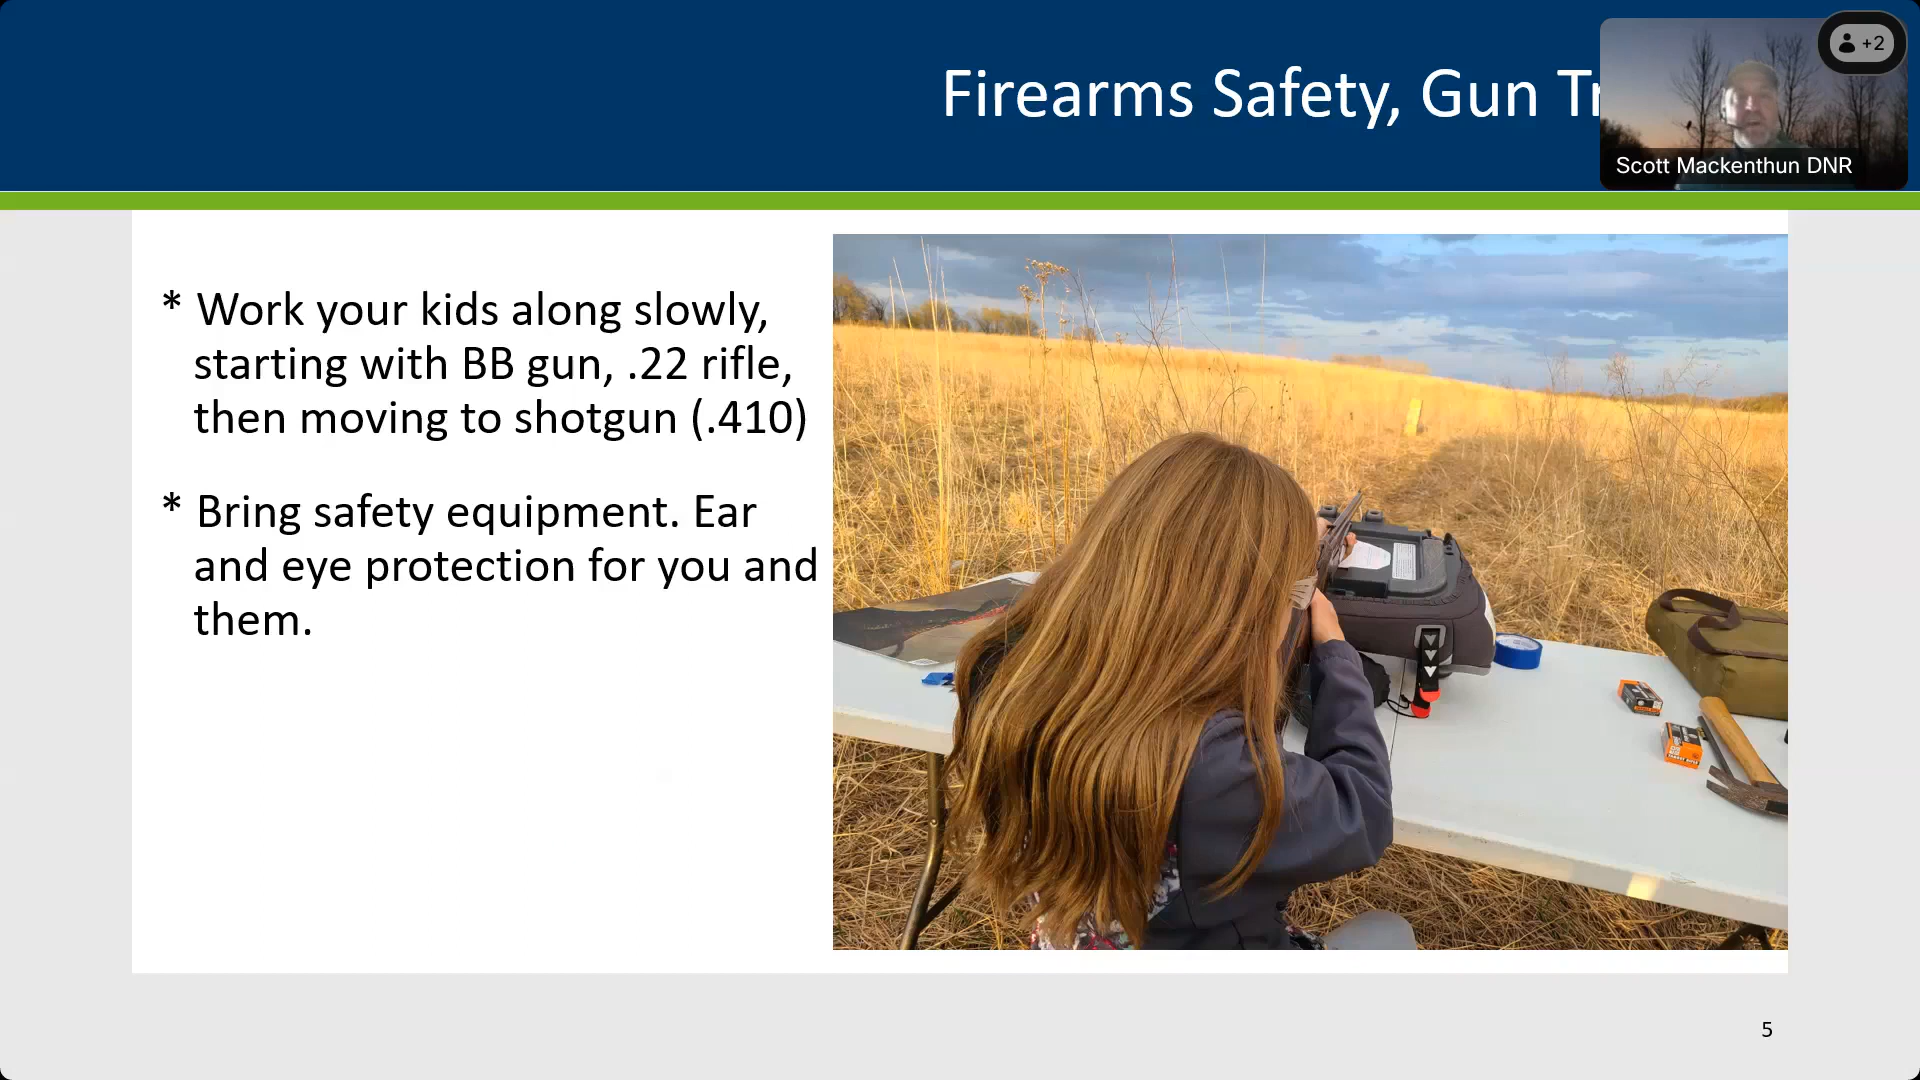 Firearms Safety, Gun
+2
Scott Mackenthun DNR
* Work your kids along slowly,
starting with BB gun, .22 rifle,
then moving to shotgun (.410)
* Bring safety equipment. Ear
and eye protection for you and
them.
5